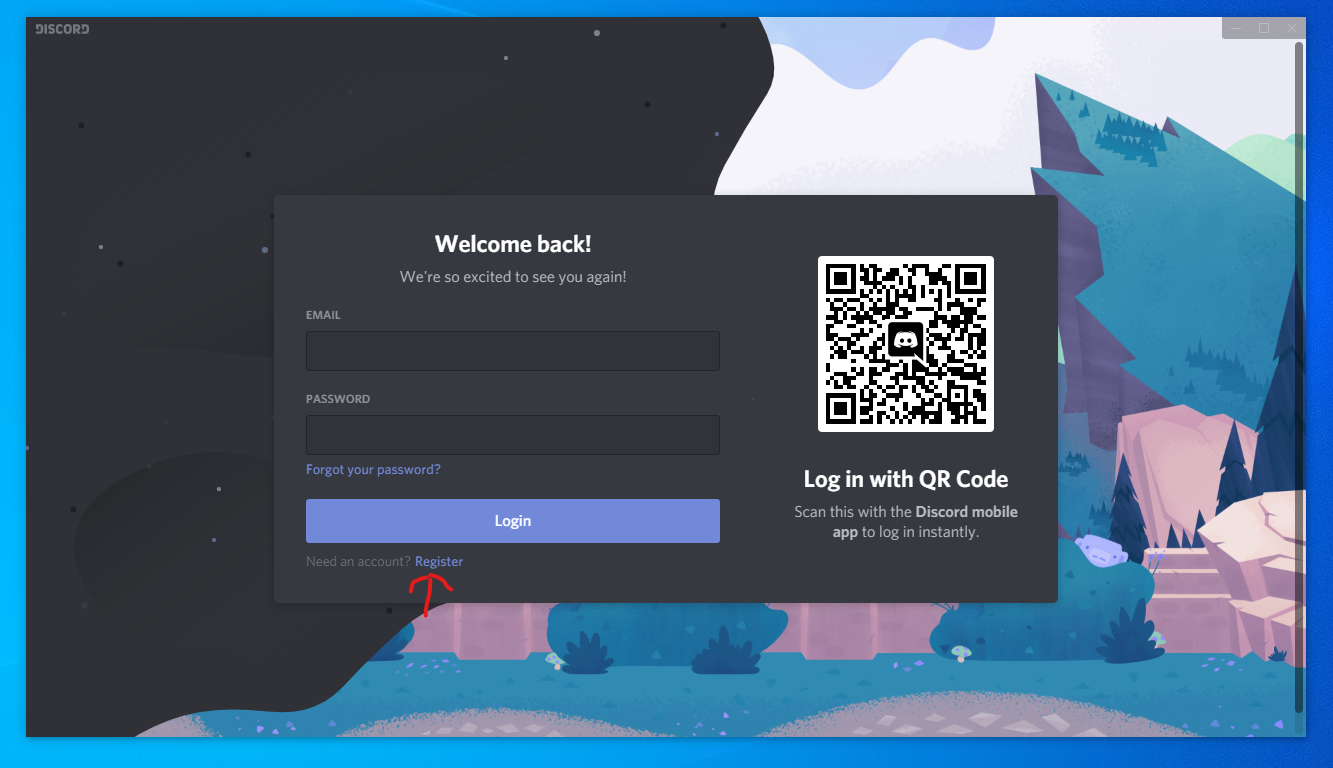 DISCORD
Welcome back!
We're so excited to see you again!
EMAIL
PASSWORD
Forgot your password?
Login
Need an account? Register
Log in with QR Code
Scan this with the Discord mobile
app to log in instantly.